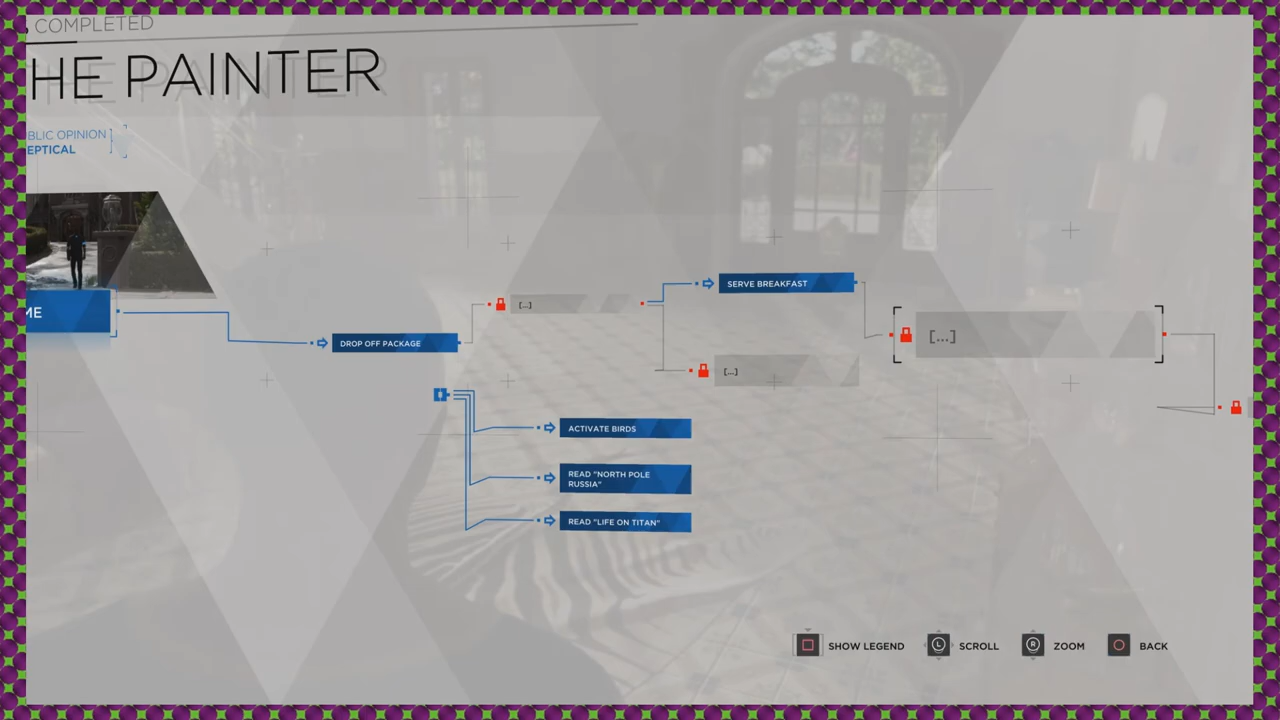 COMPLETED
HE PAINTER
BLIC OPINION
EPTICAL
ME
DROP OFF PACKAGE
[...]
SERVE BREAKFAST
[...]
[...]
ACTIVATE BIRDS
READ "NORTH POLE
RUSSIA"
READ "LIFE ON TITAN"
SHOW LEGEND
L
SCROLL
R
ZOOM
BACK